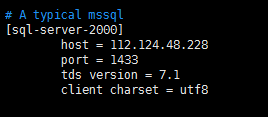 # A typical mssql
[sql-server-2000]
host = 112.124.48.228
port = 1433
tds version = 7.1
client charset = utf8